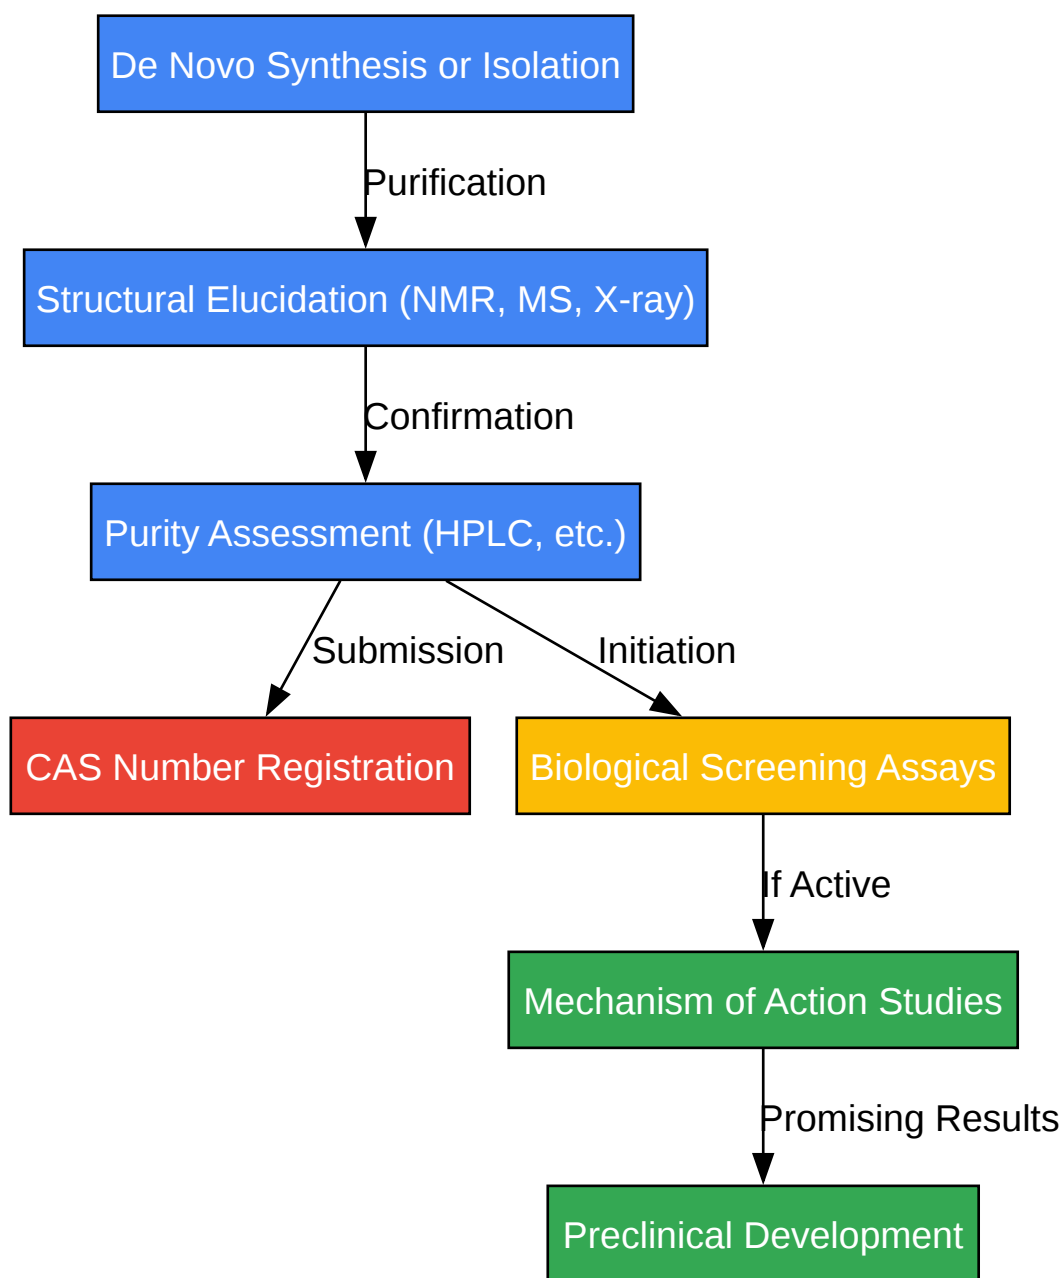 De Novo Synthesis or Isolation
Purification
Structural Elucidation (NMR, MS, X-ray)
Confirmation
Purity Assessment (HPLC, etc.)
Submission
Initiation
CAS Number Registration
Biological Screening Assays
If Active
Mechanism of Action Studies
Promising Results
Preclinical Development